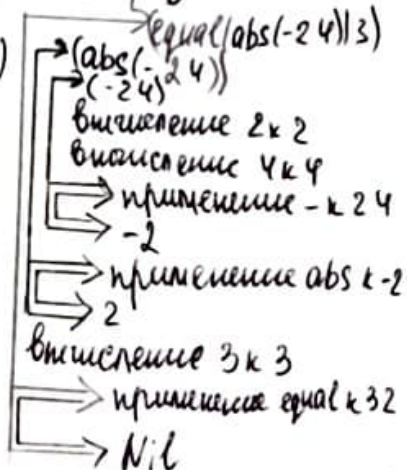 )
(equal(abs(-2 4)) 3)
(abs(-2 4))
(-2 4)
вычисление 2 к 2
вычисление 4 к 4
применение - к 2 4
-2
применение abs к -2
2
вычисление 3 к 3
применение equal к 3 2
Nil